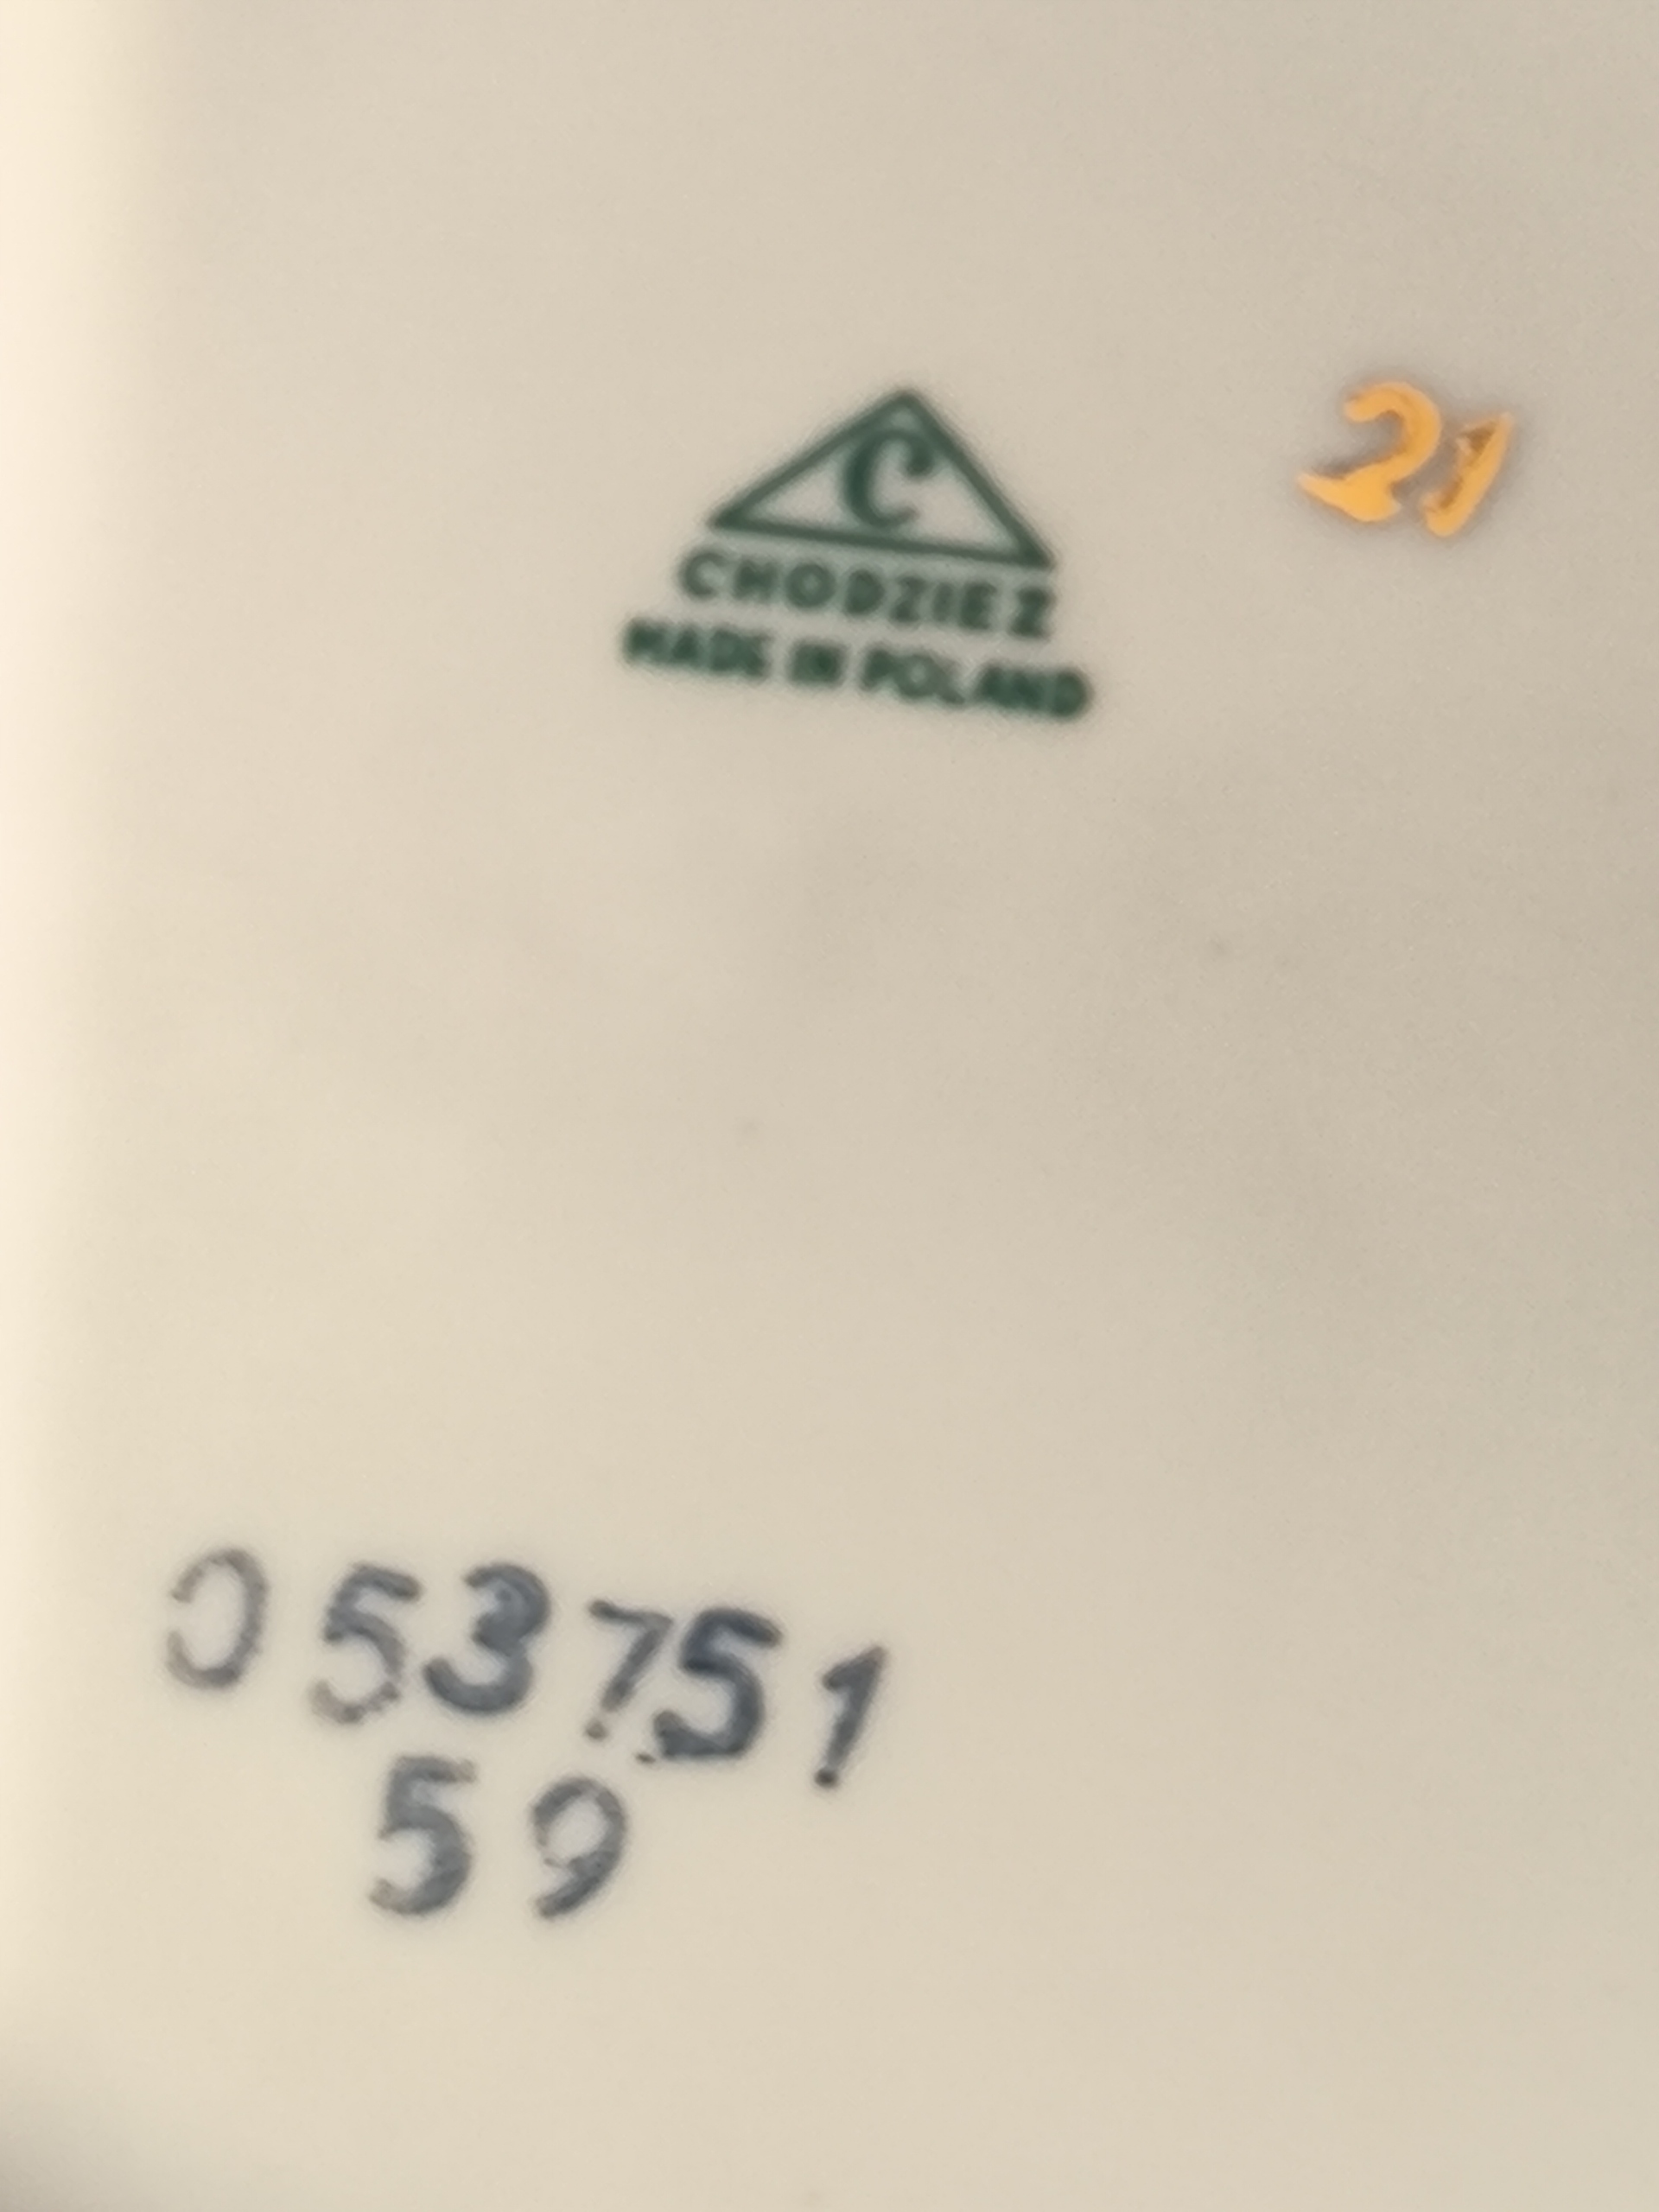 C
21
CHODZIEZ
MADE IN POLAND
053751
59